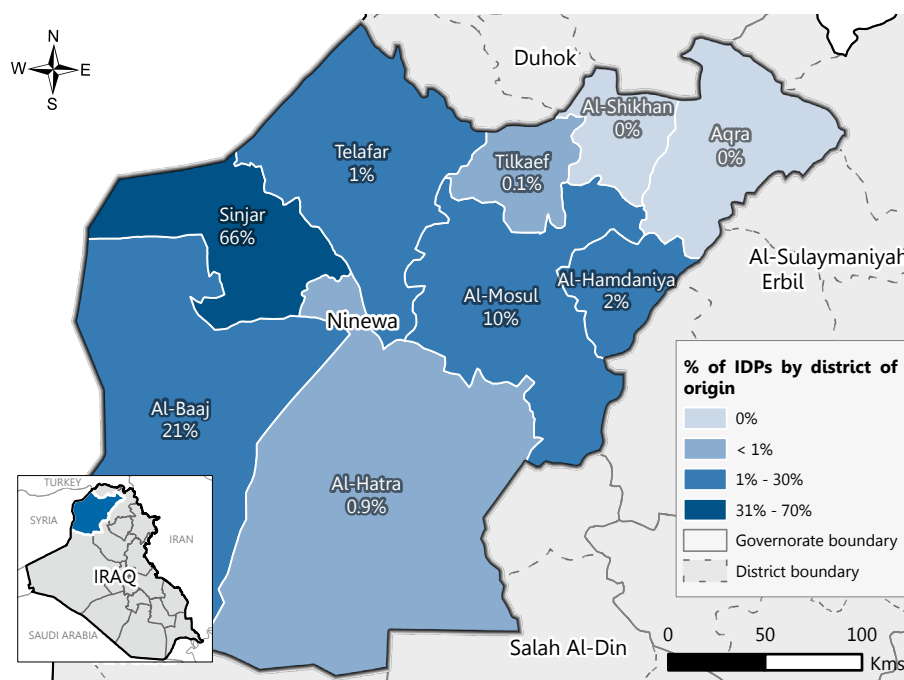 N
W
E
S
Duhok
Al-Shikhan
0%
Aqra
0%
Telafar
1%
Tilkaef
0.1%
Sinjar
66%
Al-Sulaymaniyah
Erbil
Al-Hamdaniya
2%
Al-Mosul
10%
Ninewa
Al-Baaj
21%
Al-Hatra
0.9%
% of IDPs by district of
origin
0%
< 1%
1% - 30%
31% - 70%
Governorate boundary
District boundary
TURKEY
SYRIA
IRAN
IRAQ
SAUDI ARABIA
Salah Al-Din
0 50 100
Kms